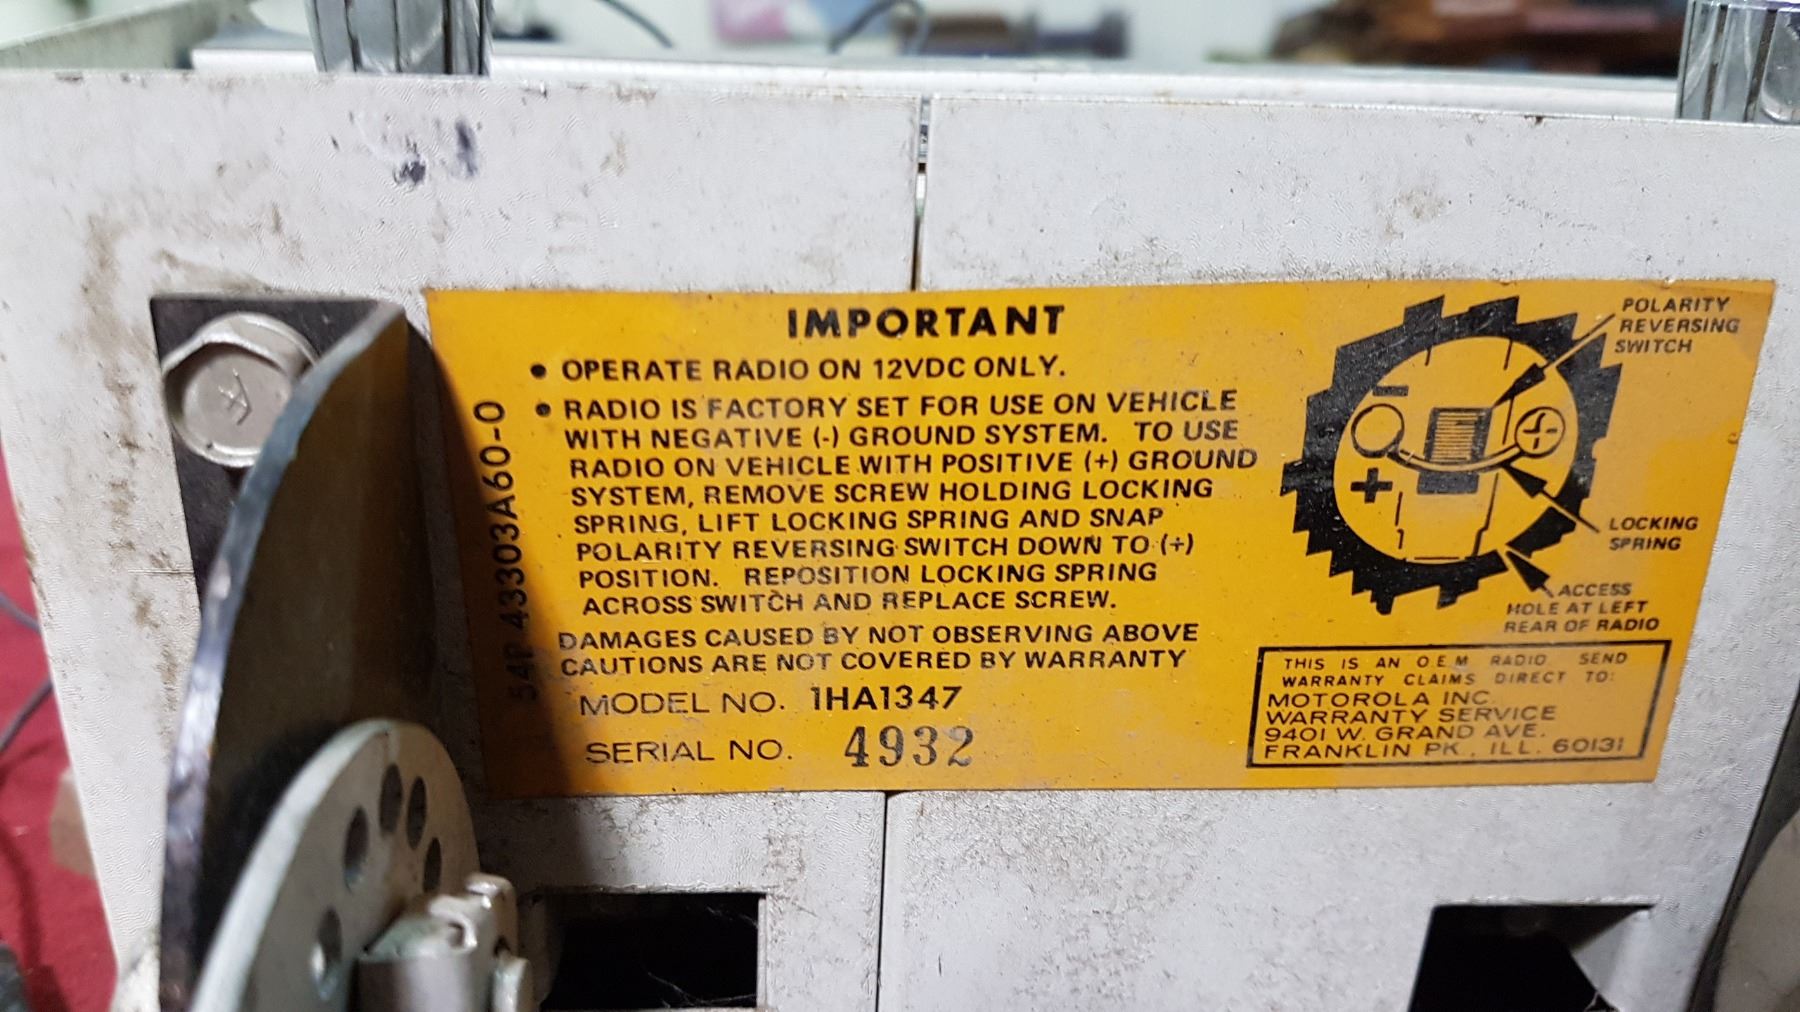 IMPORTANT
• OPERATE RADIO ON 12VDC ONLY.
• RADIO IS FACTORY SET FOR USE ON VEHICLE
WITH NEGATIVE (-) GROUND SYSTEM. TO USE
RADIO ON VEHICLE WITH POSITIVE (+) GROUND
SYSTEM, REMOVE SCREW HOLDING LOCKING
SPRING, LIFT LOCKING SPRING AND SNAP
POLARITY REVERSING SWITCH DOWN TO (+)
POSITION. REPOSITION LOCKING SPRING
ACROSS SWITCH AND REPLACE SCREW.
DAMAGES CAUSED BY NOT OBSERVING ABOVE
CAUTIONS ARE NOT COVERED BY WARRANTY
MODEL NO. 1HA1347
SERIAL NO. 4932
54P 43303A60-O
POLARITY
REVERSING
SWITCH
-
+
LOCKING
SPRING
ACCESS
HOLE AT LEFT
REAR OF RADIO
THIS IS AN O.E.M RADIO SEND
WARRANTY CLAIMS DIRECT TO:
MOTOROLA INC.
WARRANTY SERVICE
9401 W. GRAND AVE.
FRANKLIN PK., ILL. 60131